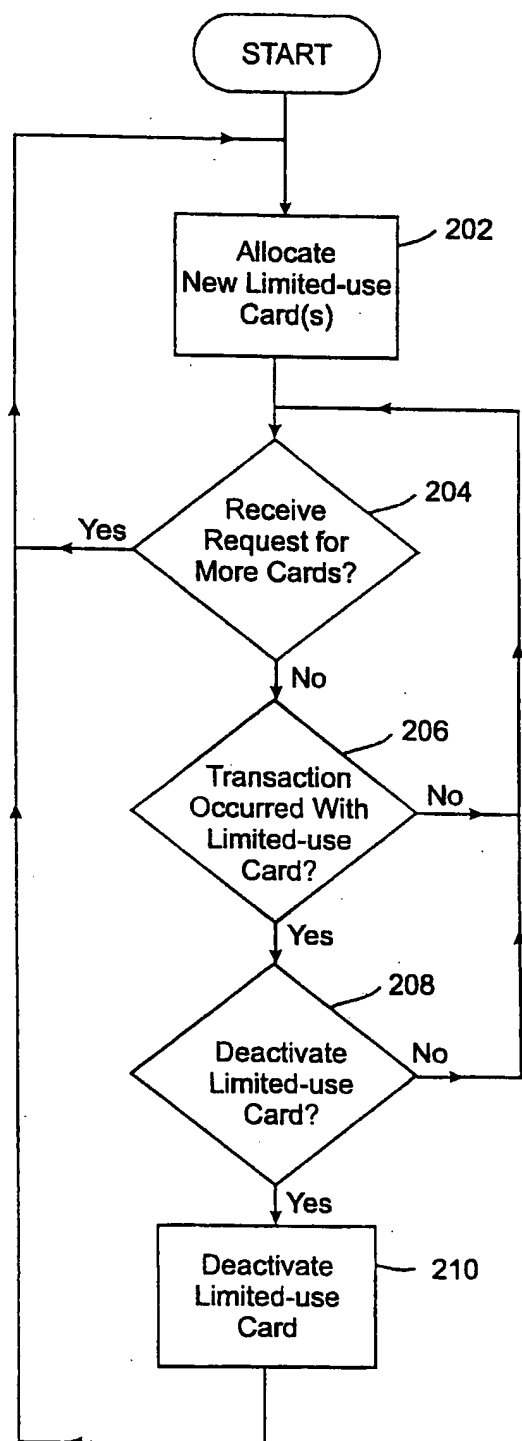 START
202
Allocate
New Limited-use
Card(s)
204
Yes
Receive
Request for
More Cards?
No
206
Transaction
Occurred With
Limited-use
Card?
No
Yes
208
Deactivate
Limited-use
Card?
No
Yes
210
Deactivate
Limited-use
Card